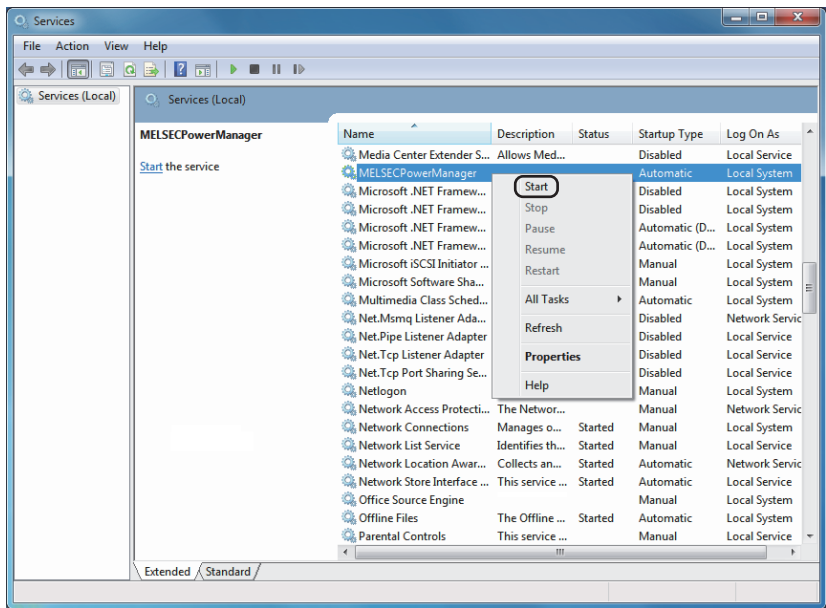 Services
File Action View Help
Services (Local)
Services (Local)
MELSECPowerManager
Start the service
Name Description Status Startup Type Log On As
Media Center Extender S... Allows Med... Disabled Local Service
MELSECPowerManager Automatic Local System
Microsoft .NET Framew... Disabled Local System
Microsoft .NET Framew... Disabled Local System
Microsoft .NET Framew... Automatic (D... Local System
Microsoft .NET Framew... Automatic (D... Local System
Microsoft iSCSI Initiator ... Manual Local System
Microsoft Software Sha... Manual Local System
Multimedia Class Sched... Automatic Local System
Net.Msmq Listener Ada... Disabled Network Servic
Net.Pipe Listener Adapter Disabled Local Service
Net.Tcp Listener Adapter Disabled Local Service
Net.Tcp Port Sharing Se... Disabled Local Service
Netlogon Manual Local System
Network Access Protecti... The Networ... Manual Network Servic
Network Connections Manages o... Started Manual Local System
Network List Service Identifies th... Started Manual Local Service
Network Location Awar... Collects an... Started Automatic Network Servic
Network Store Interface ... This service ... Started Automatic Local Service
Office Source Engine Manual Local System
Offline Files The Offline ... Started Automatic Local System
Parental Controls This service ... Manual Local Service
Start
Stop
Pause
Resume
Restart
All Tasks
Refresh
Properties
Help
Extended Standard